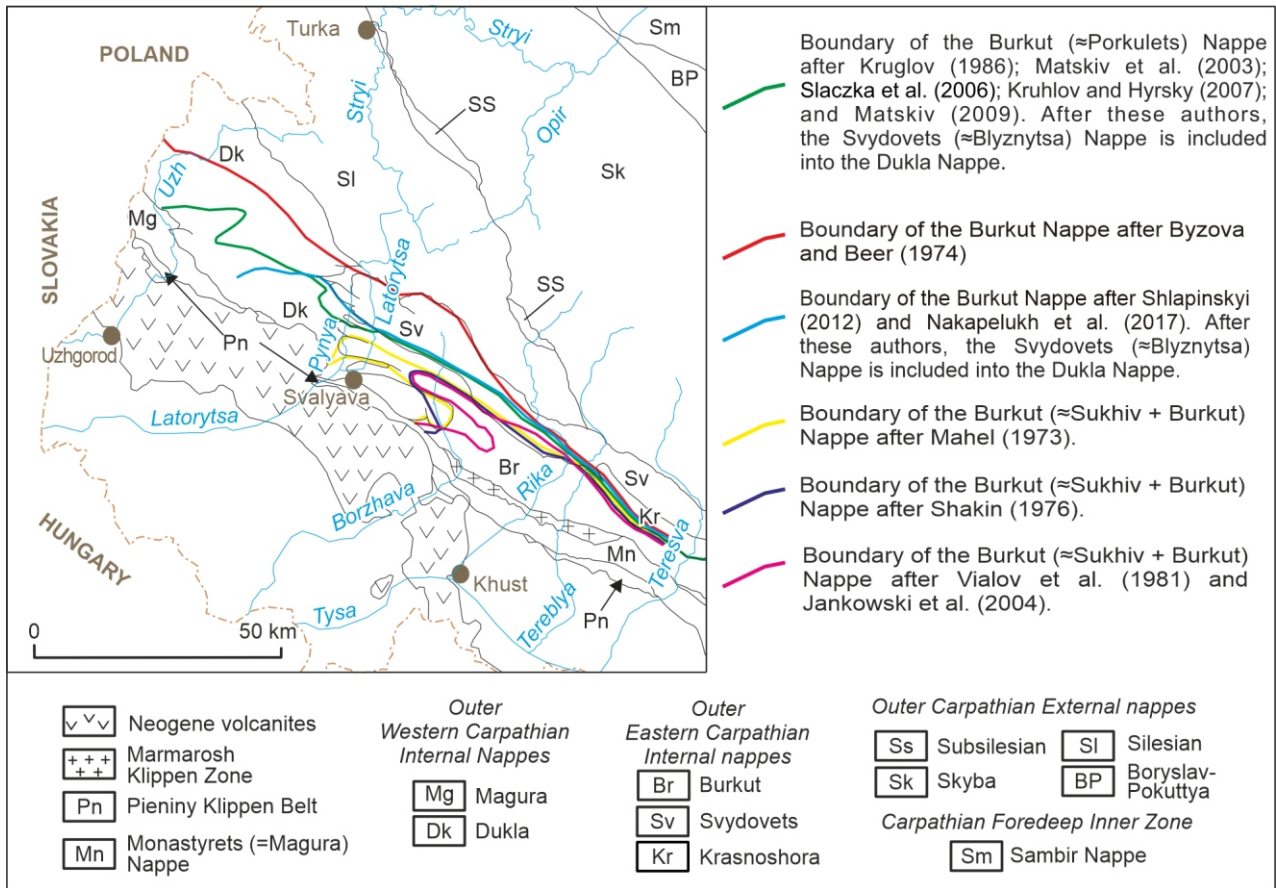 Turka
Stryi
Sm
POLAND
BP
SS
Stryi
Opir
Dk
Sl
Sk
Uzh
Mg
SLOVAKIA
Latorytsa
SS
Dk
Sv
Pynya
Uzhgorod
Pn
Svalyava
Latorytsa
Br
Rika
Sv
Borzhava
Kr
HUNGARY
Mn
Teresva
Khust
Tysa
Tereblya
Pn
0 50 km
Boundary of the Burkut (≈Porkulets) Nappe
after Kruglov (1986); Matskiv et al. (2003);
Slaczka et al. (2006); Kruhlov and Hyrsky (2007);
and Matskiv (2009). After these authors,
the Svydovets (≈Blyznytsa) Nappe is included
into the Dukla Nappe.
Boundary of the Burkut Nappe after Byzova
and Beer (1974)
Boundary of the Burkut Nappe after Shlapinskyi
(2012) and Nakapelukh et al. (2017). After
these authors, the Svydovets (≈Blyznytsa)
Nappe is included into the Dukla Nappe.
Boundary of the Burkut (≈Sukhiv + Burkut)
Nappe after Mahel (1973).
Boundary of the Burkut (≈Sukhiv + Burkut)
Nappe after Shakin (1976).
Boundary of the Burkut (≈Sukhiv + Burkut)
Nappe after Vialov et al. (1981) and
Jankowski et al. (2004).
Neogene volcanites
Marmarosh
Klippen Zone
Pn Pieniny Klippen Belt
Mn Monastyrets (=Magura)
Nappe
Outer
Western Carpathian
Internal Nappes
Mg Magura
Dk Dukla
Outer
Eastern Carpathian
Internal nappes
Br Burkut
Sv Svydovets
Kr Krasnoshora
Outer Carpathian External nappes
Ss Subsilesian
Sl Silesian
Sk Skyba
BP Boryslav-
Pokuttya
Carpathian Foredeep Inner Zone
Sm Sambir Nappe